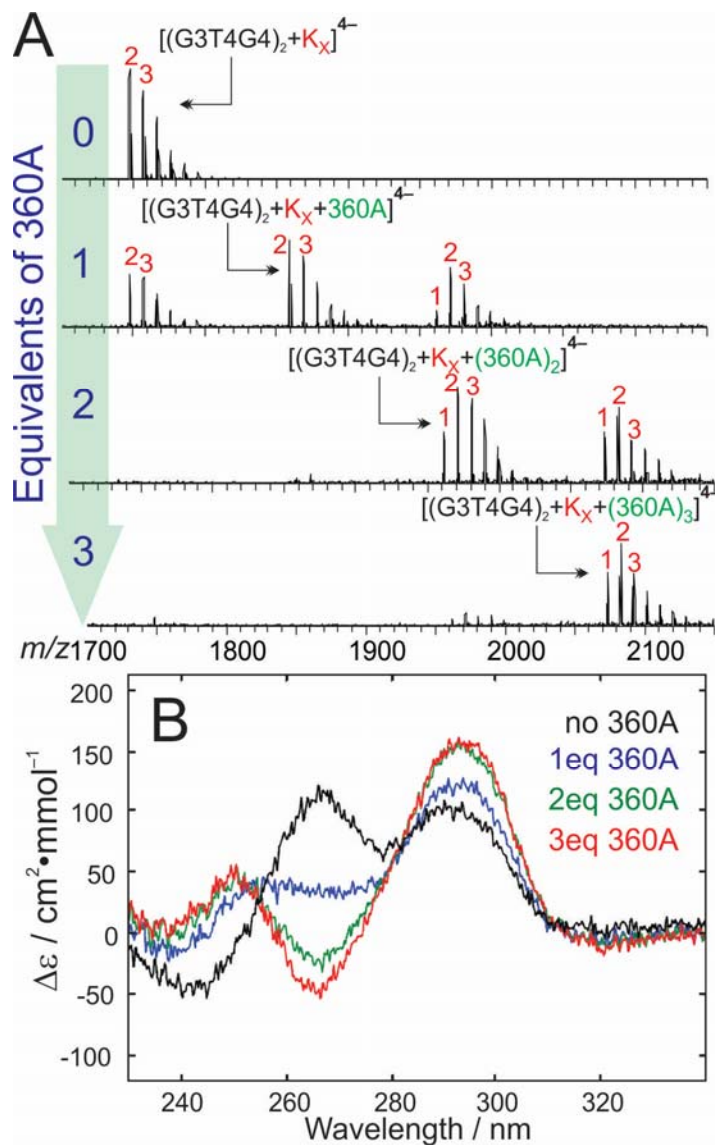 A
[(G3T4G4)₂+Kₓ]⁴⁻
2
3
0
Equivalents of 360A
[(G3T4G4)₂+Kₓ+360A]⁴⁻
2 3
2 3
1 2 3
1
[(G3T4G4)₂+Kₓ+(360A)₂]⁴⁻
1 2 3
1 2 3
2
[(G3T4G4)₂+Kₓ+(360A)₃]⁴⁻
1 2 3
3
m/z 1700 1800 1900 2000 2100
B
no 360A
1eq 360A
2eq 360A
3eq 360A
200
150
100
50
0
-50
-100
Δε / cm²•mmol⁻¹
240 260 280 300 320
Wavelength / nm